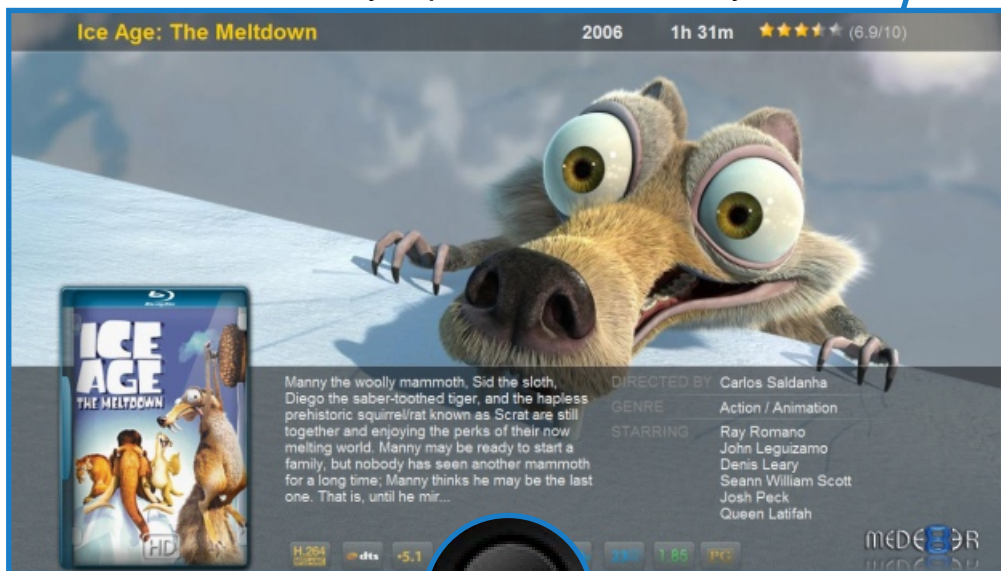 Ice Age: The Meltdown
2006
1h 31m
(6.9/10)
Blu-ray Disc
ICE
AGE
THE MELTDOWN
HD
Manny the woolly mammoth, Sid the sloth,
Diego the saber-toothed tiger, and the hapless
prehistoric squirrel/rat known as Scrat are still
together and enjoying the perks of their now
melting world. Manny may be ready to start a
family, but nobody has seen another mammoth
for a long time; Manny thinks he may be the last
one. That is, until he mir...
DIRECTED BY Carlos Saldanha
GENRE Action / Animation
STARRING Ray Romano
John Leguizamo
Denis Leary
Seann William Scott
Josh Peck
Queen Latifah
H.264 dts 5.1 1.85 PG
MEDE8ER